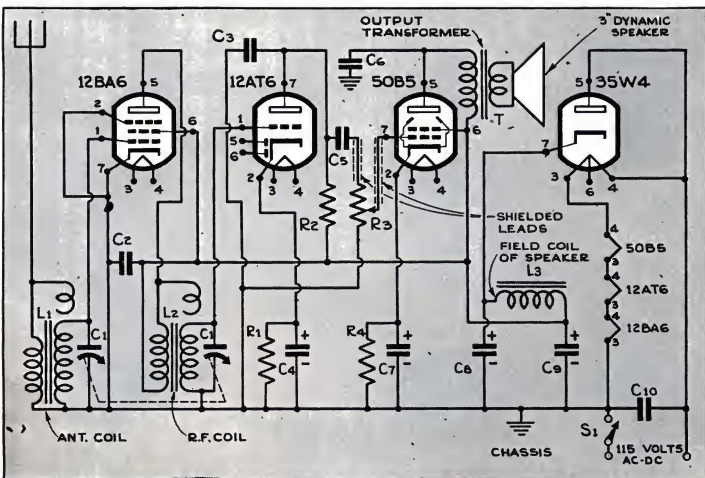 OUTPUT
TRANSFORMER
3" DYNAMIC
SPEAKER
C3
C6
12BA6
12AT6
50B5
35W4
5
7
5
5
2
1
6
7
3
4
1
5
6
2
3
4
C5
7
6
3
4
T
7
3
6
4
R2
R3
SHIELDED
LEADS
FIELD COIL
OF SPEAKER
L3
C2
4
50B5
3
4
12AT6
3
4
12BA6
3
L1
C1
L2
C1
R1
C4
+
-
R4
C7
+
-
C8
+
-
C9
+
-
C10
S1
ANT. COIL
R.F. COIL
CHASSIS
115 VOLTS
AC-DC